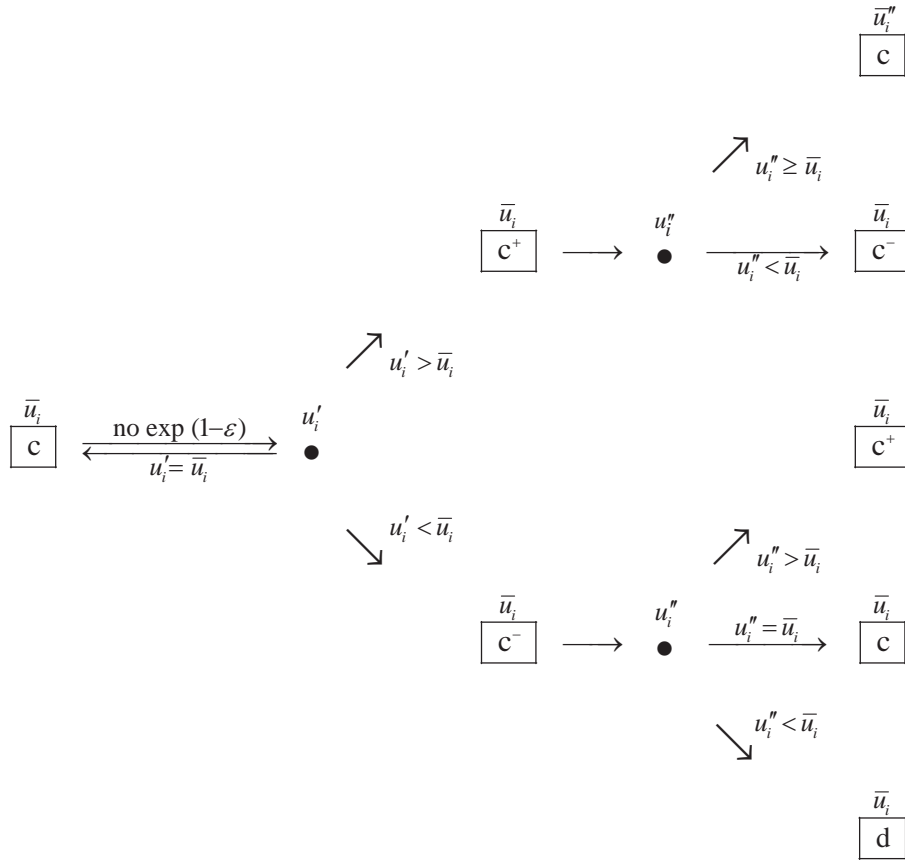 ū_i″
c
u_i″ ≥ ū_i
ū_i
c⁺
u_i″
u_i″ < ū_i
ū_i
c⁻
u_i′ > ū_i
ū_i
c
no exp (1−ε)
u_i′ = ū_i
u_i′
ū_i
c⁺
u_i′ < ū_i
u_i″ > ū_i
ū_i
c⁻
u_i″
u_i″ = ū_i
ū_i
c
u_i″ < ū_i
ū_i
d